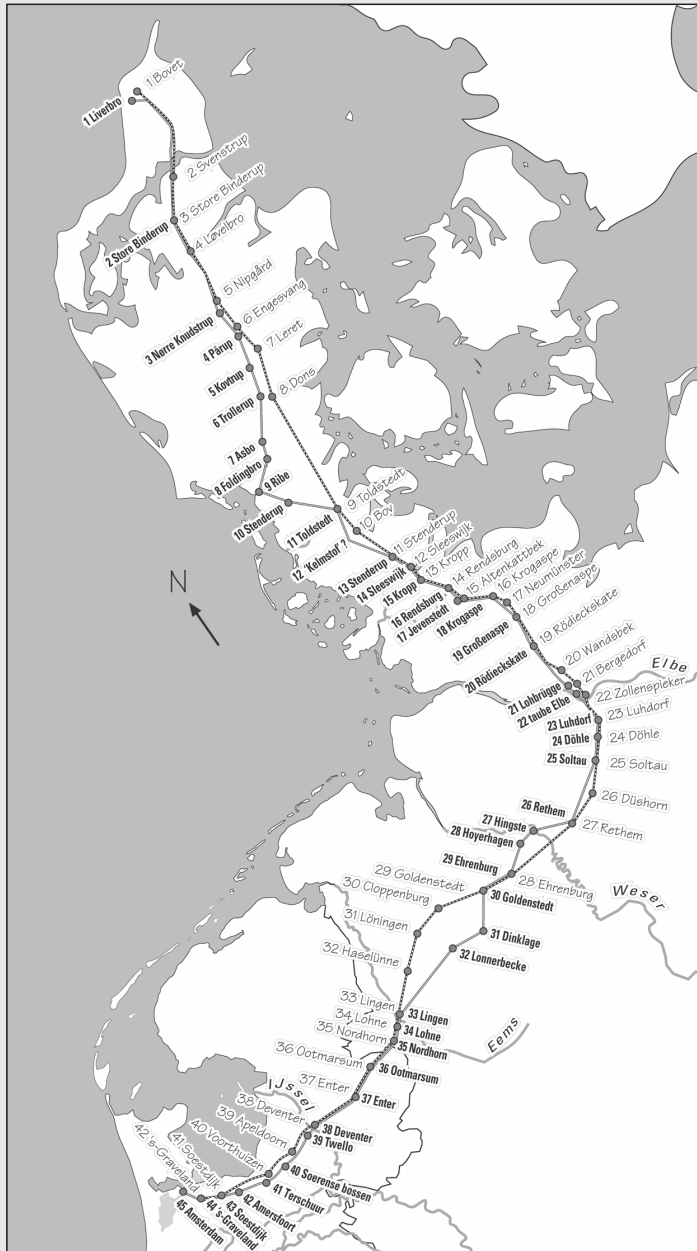 1 Bovet
1 Liverbro
2 Svenstrup
3 Store Binderup
2 Store Binderup
4 Løvelbro
5 Nipgård
6 Engesvang
3 Nørre Knudstrup
7 Leret
4 Pårup
5 Kovtrup
8 Dons
6 Trollerup
7 Asbo
8 Foldingbro
9 Ribe
10 Stenderup
9 Toldstedt
10 Bov
11 Toldstedt
12 'Kelmstof' ?
11 Stenderup
12 Sleeswijk
13 Kropp
13 Stenderup
14 Sleeswijk
15 Kropp
14 Rendsburg
15 Altenkattbek
16 Krogaspe
17 Neumünster
18 Großenaspe
16 Rendsburg
17 Jevenstedt
18 Krogaspe
19 Großenaspe
19 Rödieckskate
20 Rödieckskate
20 Wandsbek
21 Bergedorf
Elbe
22 Zollenspieker
21 Lohbrügge
22 taube Elbe
23 Luhdorf
23 Luhdorf
24 Döhle
24 Döhle
25 Soltau
25 Soltau
26 Düshorn
26 Rethem
27 Rethem
27 Hingste
28 Hoyerhagen
29 Ehrenburg
28 Ehrenburg
Weser
29 Goldenstedt
30 Goldenstedt
30 Cloppenburg
31 Löningen
31 Dinklage
32 Lonnerbecke
32 Haselünne
33 Lingen
33 Lingen
34 Lohne
34 Lohne
35 Nordhorn
35 Nordhorn
Eems
36 Ootmarsum
36 Ootmarsum
37 Enter
37 Enter
IJssel
38 Deventer
38 Deventer
39 Twello
39 Apeldoorn
40 Voorthuizen
40 Soerense bossen
41 Terschuur
41 Soestdijk
42 Amersfoort
42 's-Graveland
43 Soestdijk
44 's-Graveland
45 Amsterdam
N